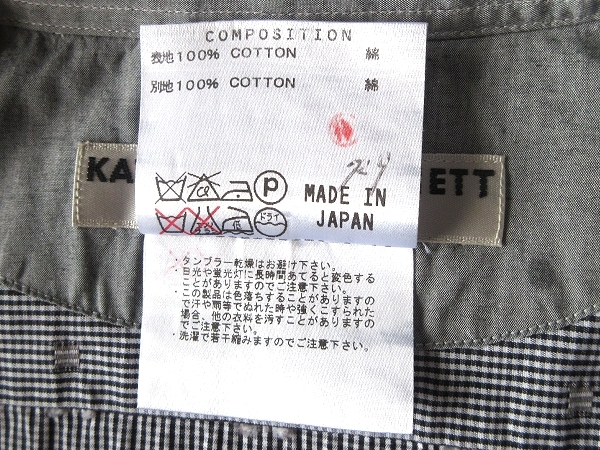 COMPOSITION
表地100% COTTON 綿
別地100% COTTON 綿
KA ETT
P MADE IN
ドライ JAPAN
・タンブラー乾燥はお避け下さい。
・日光や蛍光灯に長時間あてると変色する
ことがありますのでご注意下さい。
・この製品は色落ちすることがありますの
で汗や雨等でぬれた時や強くこすられた
場合、他の衣料を汚すことがありますの
でご注意下さい。
・洗濯で若干縮みますのでご注意下さい。